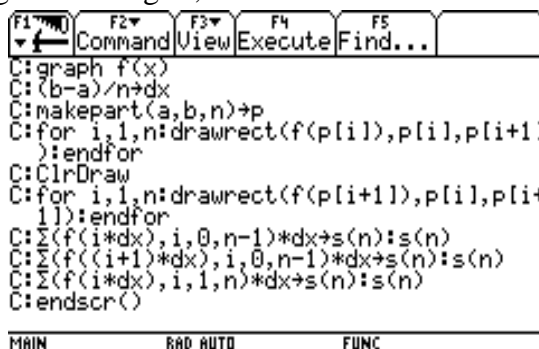 F1 F2 F3 F4 F5
Command View Execute Find...
C:graph f(x)
C:(b-a)/n→dx
C:makepart(a,b,n)→p
C:for i,1,n:drawrect(f(p[i]),p[i],p[i+1]
):endfor
C:ClrDraw
C:for i,1,n:drawrect(f(p[i+1]),p[i],p[i+
1]):endfor
C:Σ(f(i*dx),i,0,n-1)*dx→s(n):s(n)
C:Σ(f((i+1)*dx),i,0,n-1)*dx→s(n):s(n)
C:Σ(f(i*dx),i,1,n)*dx→s(n):s(n)
C:endscr()
MAIN RAD AUTO FUNC